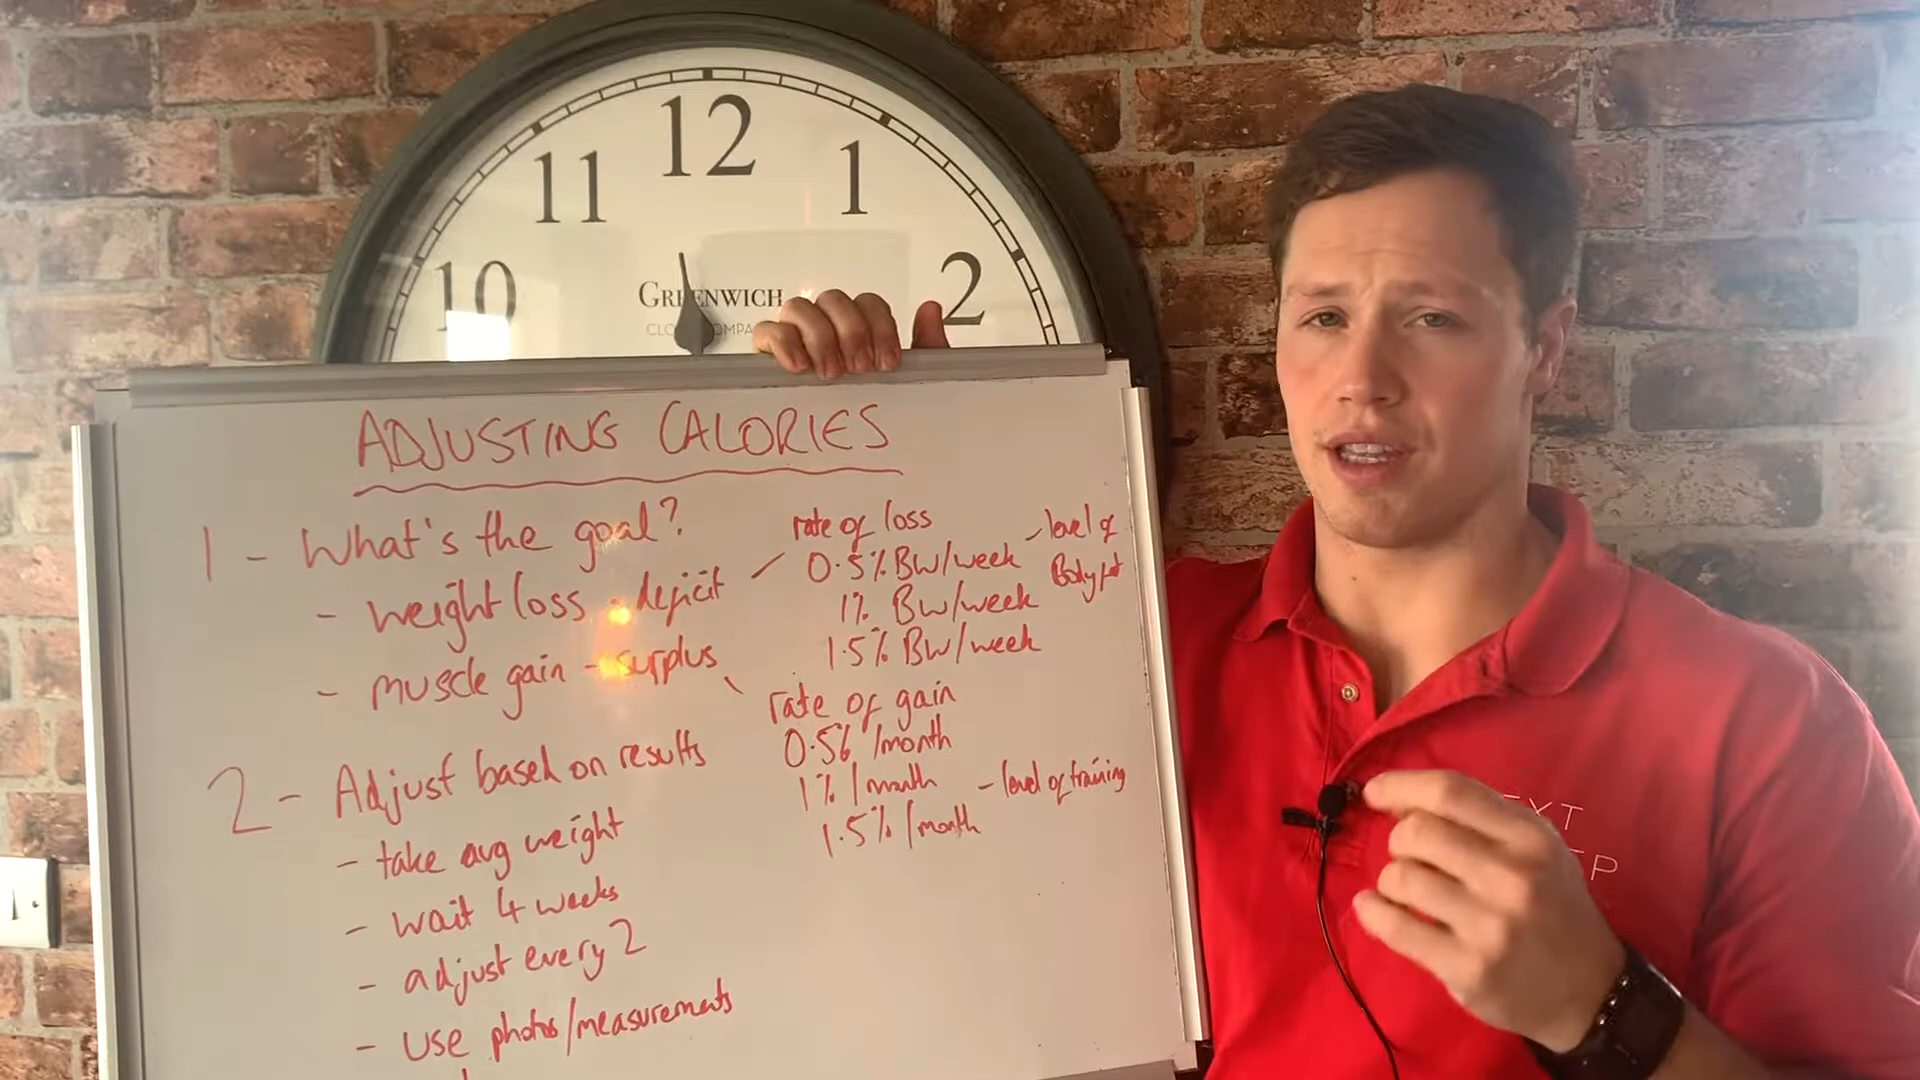 12
11
1
10
2
GREENWICH
ADJUSTING CALORIES
1 - What's the goal?
- weight loss - deficit
- muscle gain - surplus
rate of loss
0.5% BW/week - level of Body fat
1% BW/week
1.5% BW/week
rate of gain
0.5% /month
1% /month
1.5% /month - level of training
2 - Adjust based on results
- take avg weight
- wait 4 weeks
- adjust every 2
- use photos/measurements